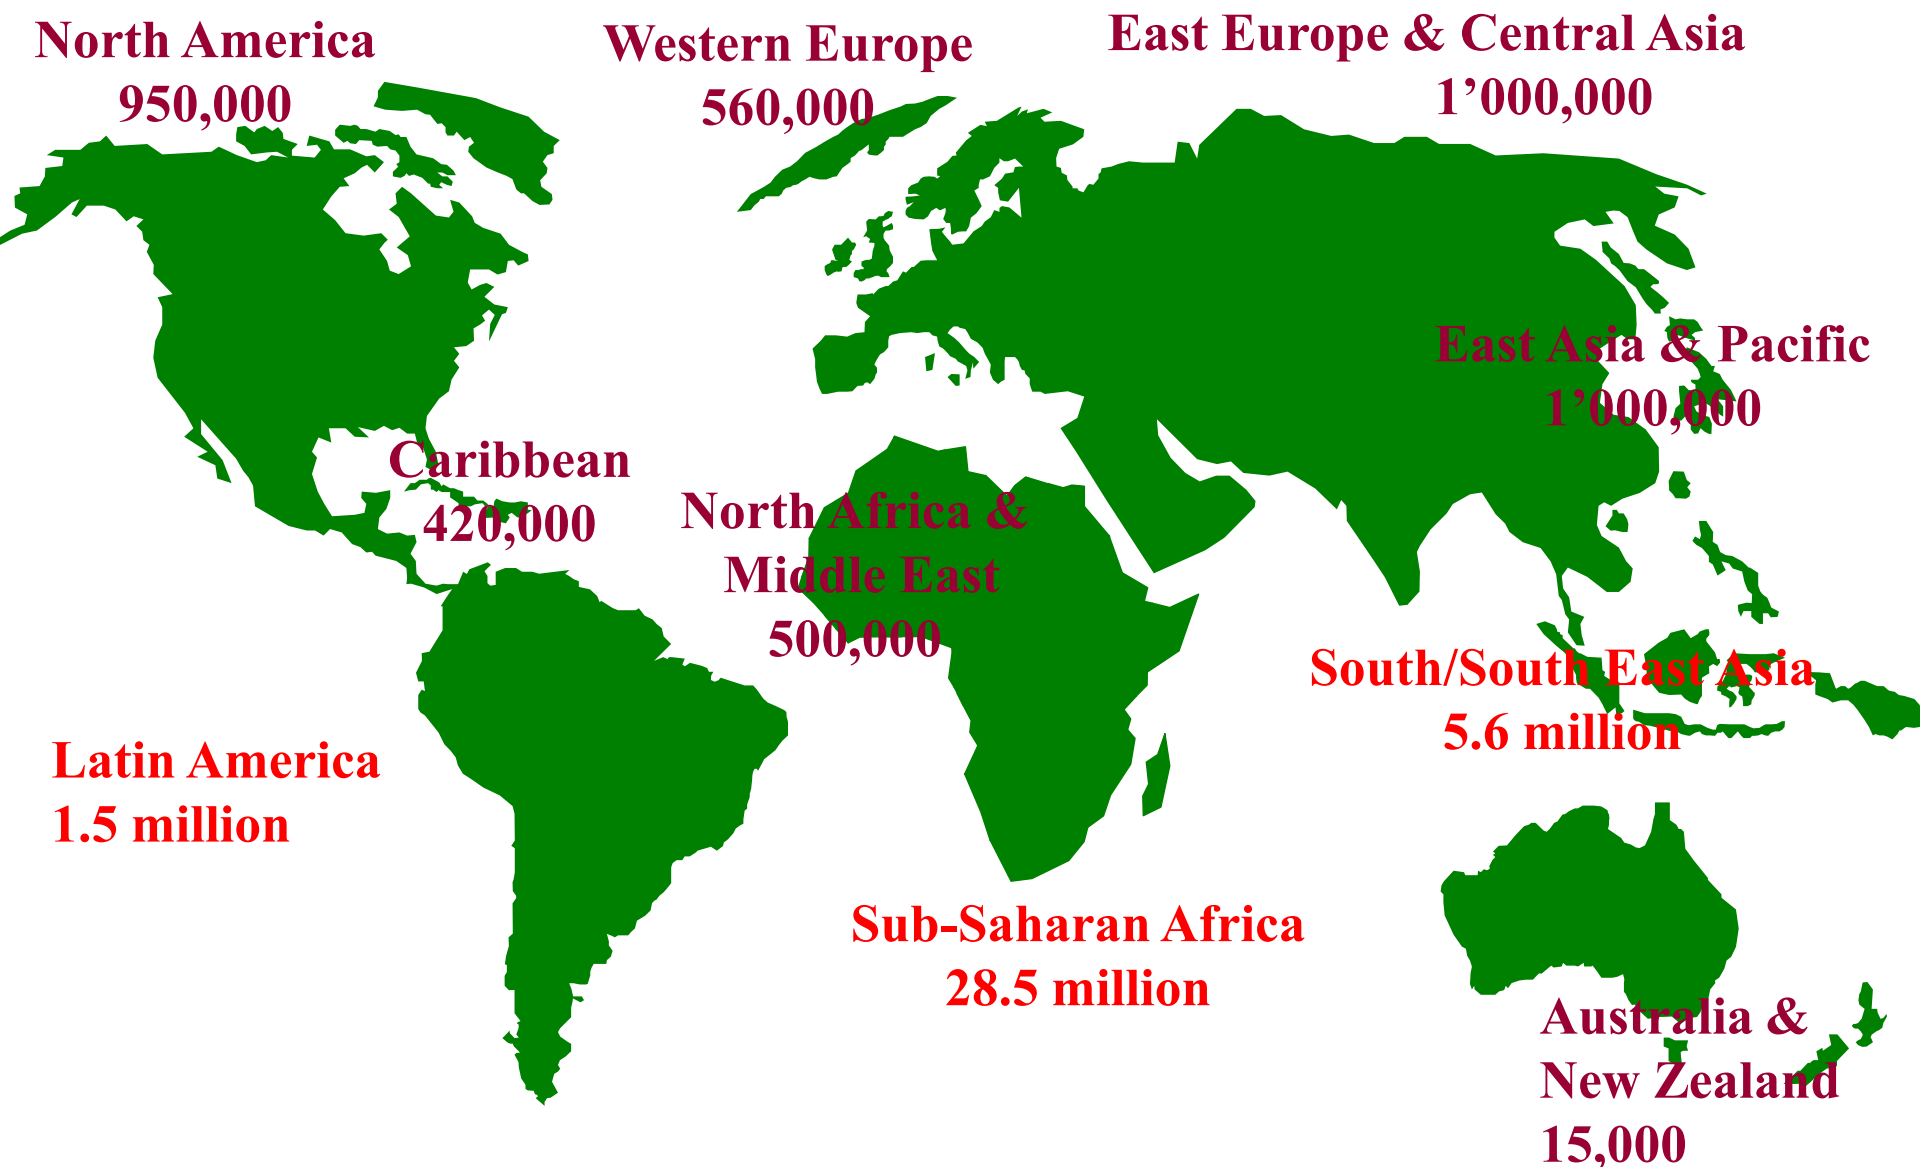 North America
950,000
Western Europe
560,000
East Europe & Central Asia
1’000,000
East Asia & Pacific
1’000,000
Caribbean
420,000
North Africa &
Middle East
500,000
South/South East Asia
5.6 million
Latin America
1.5 million
Sub-Saharan Africa
28.5 million
Australia &
New Zealand
15,000